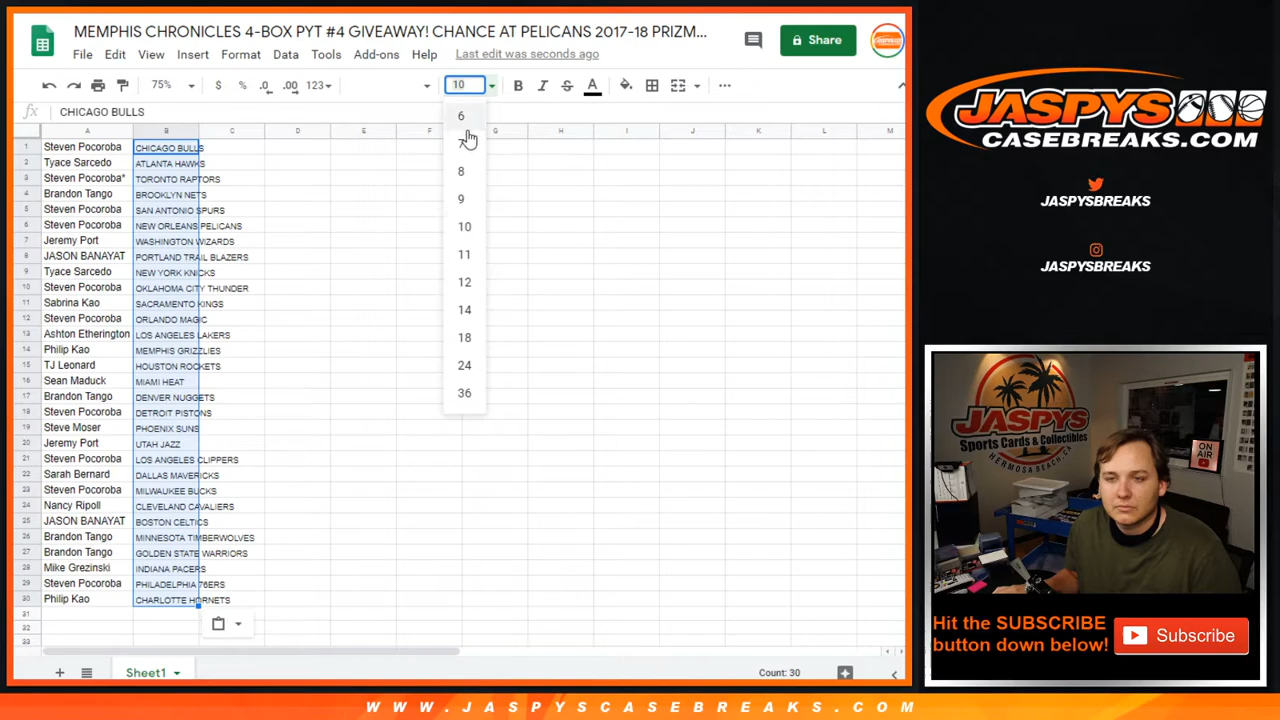 MEMPHIS CHRONICLES 4-BOX PYT #4 GIVEAWAY! CHANCE AT PELICANS 2017-18 PRIZM...
Share
File Edit View Insert Format Data Tools Add-ons Help Last edit was seconds ago
75% $ % .0 .00 123 10 B I S A
fx CHICAGO BULLS
A B C D E F G H I J K L M
1 Steven Pocoroba CHICAGO BULLS
2 Tyace Sarcedo ATLANTA HAWKS
3 Steven Pocoroba* TORONTO RAPTORS
4 Brandon Tango BROOKLYN NETS
5 Steven Pocoroba SAN ANTONIO SPURS
6 Steven Pocoroba NEW ORLEANS PELICANS
7 Jeremy Port WASHINGTON WIZARDS
8 JASON BANAYAT PORTLAND TRAIL BLAZERS
9 Tyace Sarcedo NEW YORK KNICKS
10 Steven Pocoroba OKLAHOMA CITY THUNDER
11 Sabrina Kao SACRAMENTO KINGS
12 Steven Pocoroba ORLANDO MAGIC
13 Ashton Etherington LOS ANGELES LAKERS
14 Philip Kao MEMPHIS GRIZZLIES
15 TJ Leonard HOUSTON ROCKETS
16 Sean Maduck MIAMI HEAT
17 Brandon Tango DENVER NUGGETS
18 Steven Pocoroba DETROIT PISTONS
19 Steve Moser PHOENIX SUNS
20 Jeremy Port UTAH JAZZ
21 Steven Pocoroba LOS ANGELES CLIPPERS
22 Sarah Bernard DALLAS MAVERICKS
23 Steven Pocoroba MILWAUKEE BUCKS
24 Nancy Ripoll CLEVELAND CAVALIERS
25 JASON BANAYAT BOSTON CELTICS
26 Brandon Tango MINNESOTA TIMBERWOLVES
27 Brandon Tango GOLDEN STATE WARRIORS
28 Mike Grezinski INDIANA PACERS
29 Steven Pocoroba PHILADELPHIA 76ERS
30 Philip Kao CHARLOTTE HORNETS
31
32
33
6
7
8
9
10
11
12
14
18
24
36
Sheet1
Count: 30
JASPYS
CASEBREAKS.COM
JASPYSBREAKS
JASPYSBREAKS
JASPYS
Sports Cards & Collectibles
HERMOSA BEACH, CA
ON AIR
Hit the SUBSCRIBE
button down below!
Subscribe
WWW.JASPYSCASEBREAKS.COM